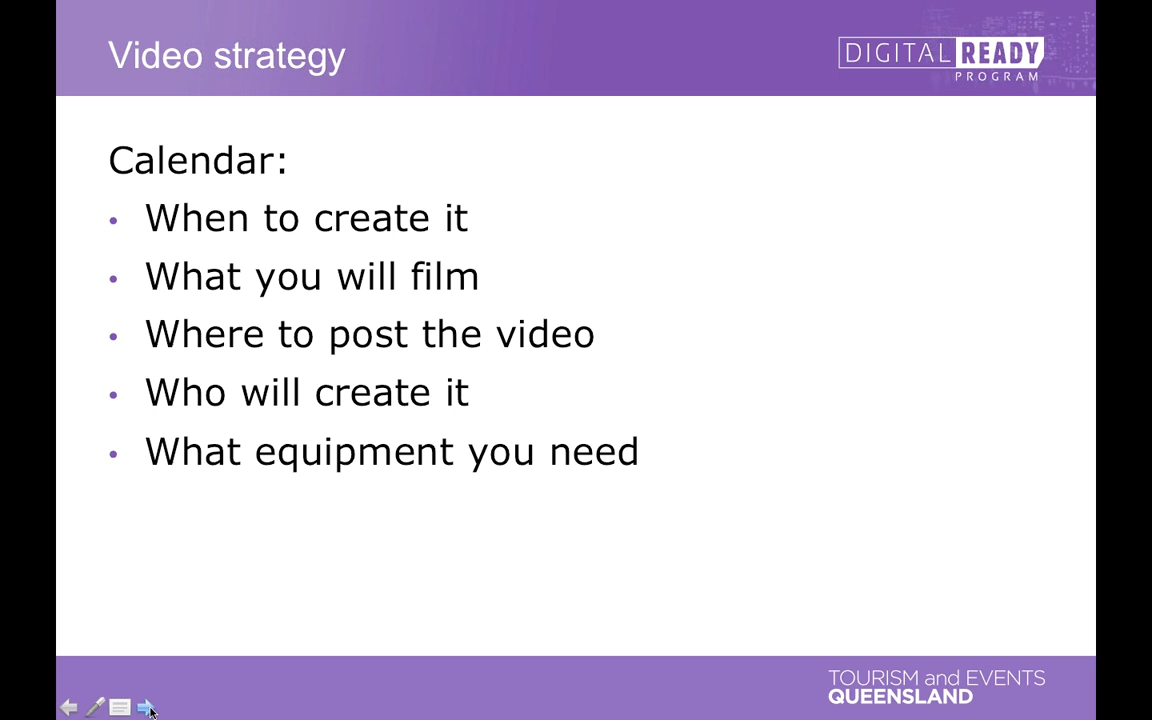 Video strategy
DIGITAL READY
PROGRAM
Calendar:
• When to create it
• What you will film
• Where to post the video
• Who will create it
• What equipment you need
TOURISM and EVENTS
QUEENSLAND